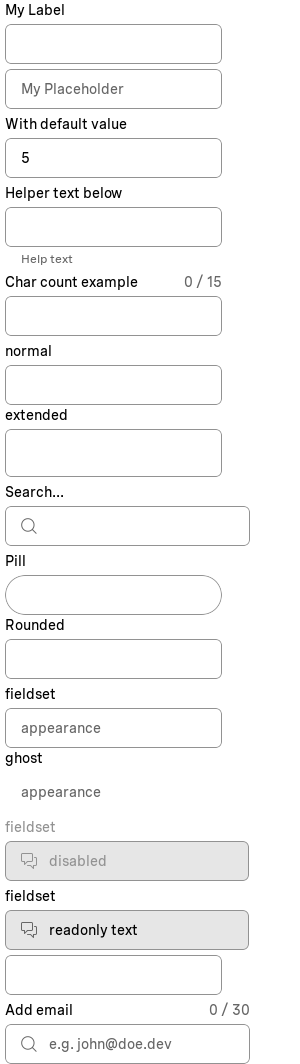 My Label
My Placeholder
With default value
5
Helper text below
Help text
Char count example 0 / 15
normal
extended
Search...
Pill
Rounded
fieldset
appearance
ghost
appearance
fieldset
disabled
fieldset
readonly text
Add email 0 / 30
e.g. john@doe.dev